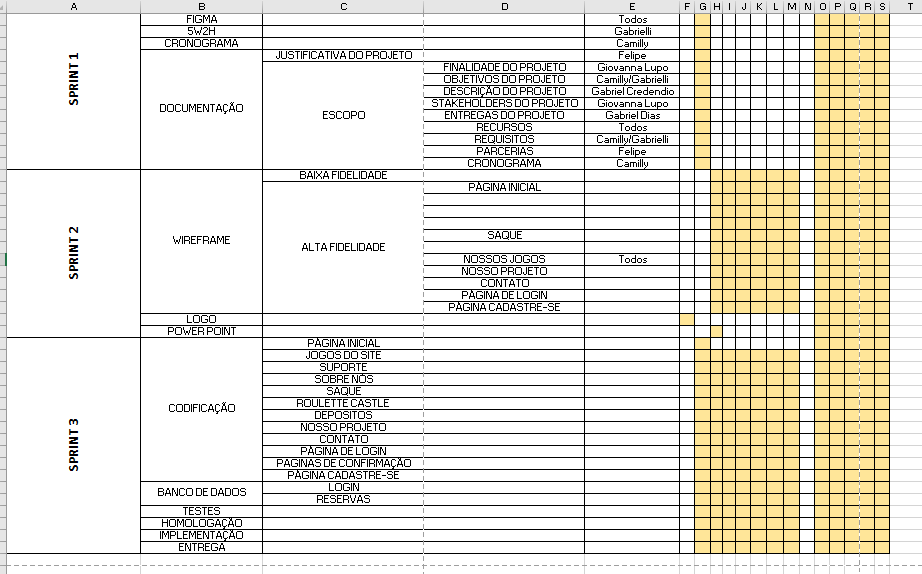 A B C D E F G H I J K L M N O P Q R S T
FIGMA Todos
5W2H Gabrielli
CRONOGRAMA Camilly
SPRINT 1
DOCUMENTAÇÃO
JUSTIFICATIVA DO PROJETO Felipe
ESCOPO
FINALIDADE DO PROJETO Giovanna Lupo
OBJETIVOS DO PROJETO Camilly/Gabrielli
DESCRIÇÃO DO PROJETO Gabriel Credendio
STAKEHOLDERS DO PROJETO Giovanna Lupo
ENTREGAS DO PROJETO Gabriel Dias
RECURSOS Todos
REQUISITOS Camilly/Gabrielli
PARCERIAS Felipe
CRONOGRAMA Camilly
SPRINT 2
WIREFRAME
BAIXA FIDELIDADE
ALTA FIDELIDADE
PÁGINA INICIAL
SAQUE
NOSSOS JOGOS Todos
NOSSO PROJETO
CONTATO
PÁGINA DE LOGIN
PÁGINA CADASTRE-SE
LOGO
POWER POINT
SPRINT 3
CODIFICAÇÃO
PÁGINA INICIAL
JOGOS DO SITE
SUPORTE
SOBRE NÓS
SAQUE
ROULETTE CASTLE
DEPOSITOS
NOSSO PROJETO
CONTATO
PÁGINA DE LOGIN
PAGINAS DE CONFIRMAÇÃO
PÁGINA CADASTRE-SE
BANCO DE DADOS
LOGIN
RESERVAS
TESTES
HOMOLOGAÇÃO
IMPLEMENTAÇÃO
ENTREGA